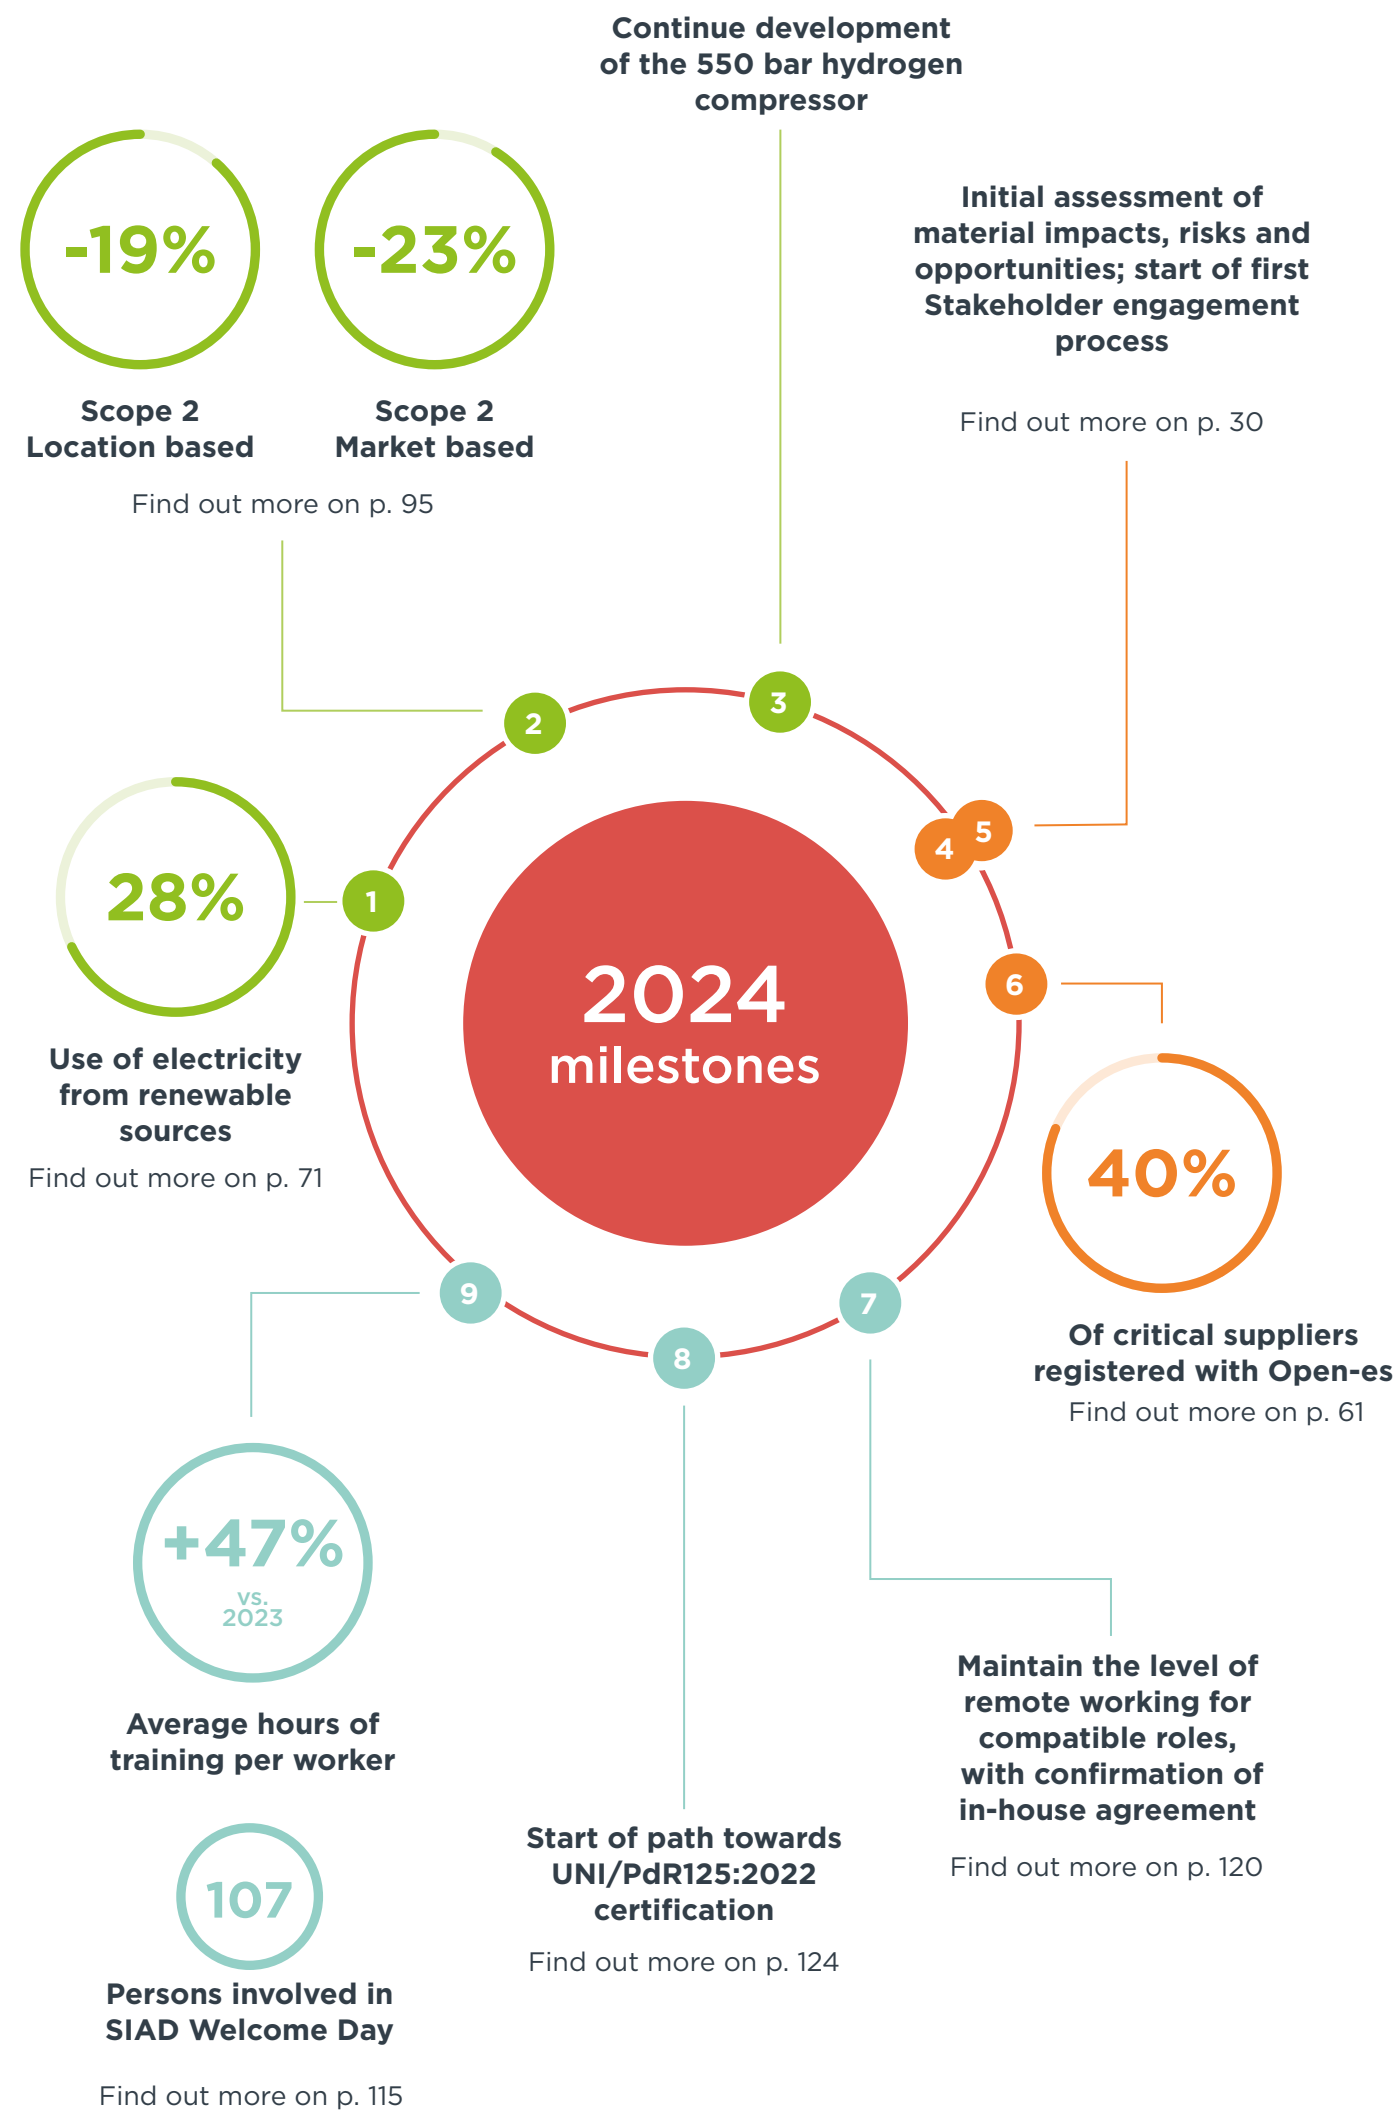 Continue development
of the 550 bar hydrogen
compressor
-19%
Scope 2
Location based
-23%
Scope 2
Market based
Find out more on p. 95
Initial assessment of
material impacts, risks and
opportunities; start of first
Stakeholder engagement
process
Find out more on p. 30
2
3
5
4
1
6
28%
Use of electricity
from renewable
sources
Find out more on p. 71
2024
milestones
40%
Of critical suppliers
registered with Open-es
Find out more on p. 61
9
8
7
+47%
vs.
2023
Average hours of
training per worker
107
Persons involved in
SIAD Welcome Day
Find out more on p. 115
Start of path towards
UNI/PdR125:2022
certification
Find out more on p. 124
Maintain the level of
remote working for
compatible roles,
with confirmation of
in-house agreement
Find out more on p. 120